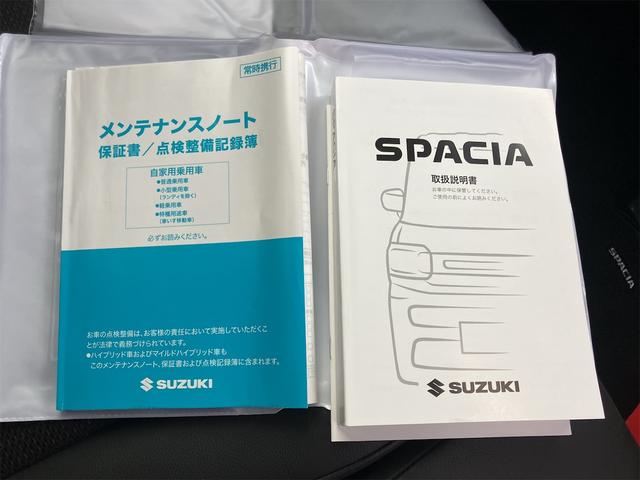 常時携行
メンテナンスノート
保証書/点検整備記録簿
自家用乗用車
●普通乗用車
●小型乗用車
(ランディを除く)
●軽乗用車
●特種用途車
(車いす移動車)
必ずお読みください。
お車の点検整備は、お客様の責任において実施していただくこ
とが法律で義務づけられています。
●ハイブリッド車およびマイルドハイブリッド車も
このメンテナンスノート、保証書および点検記録簿に含まれます。
SUZUKI
SPACIA
取扱説明書
お車の中に保管してください。
ご使用の前によくお読みください。
SUZUKI
SPACIA